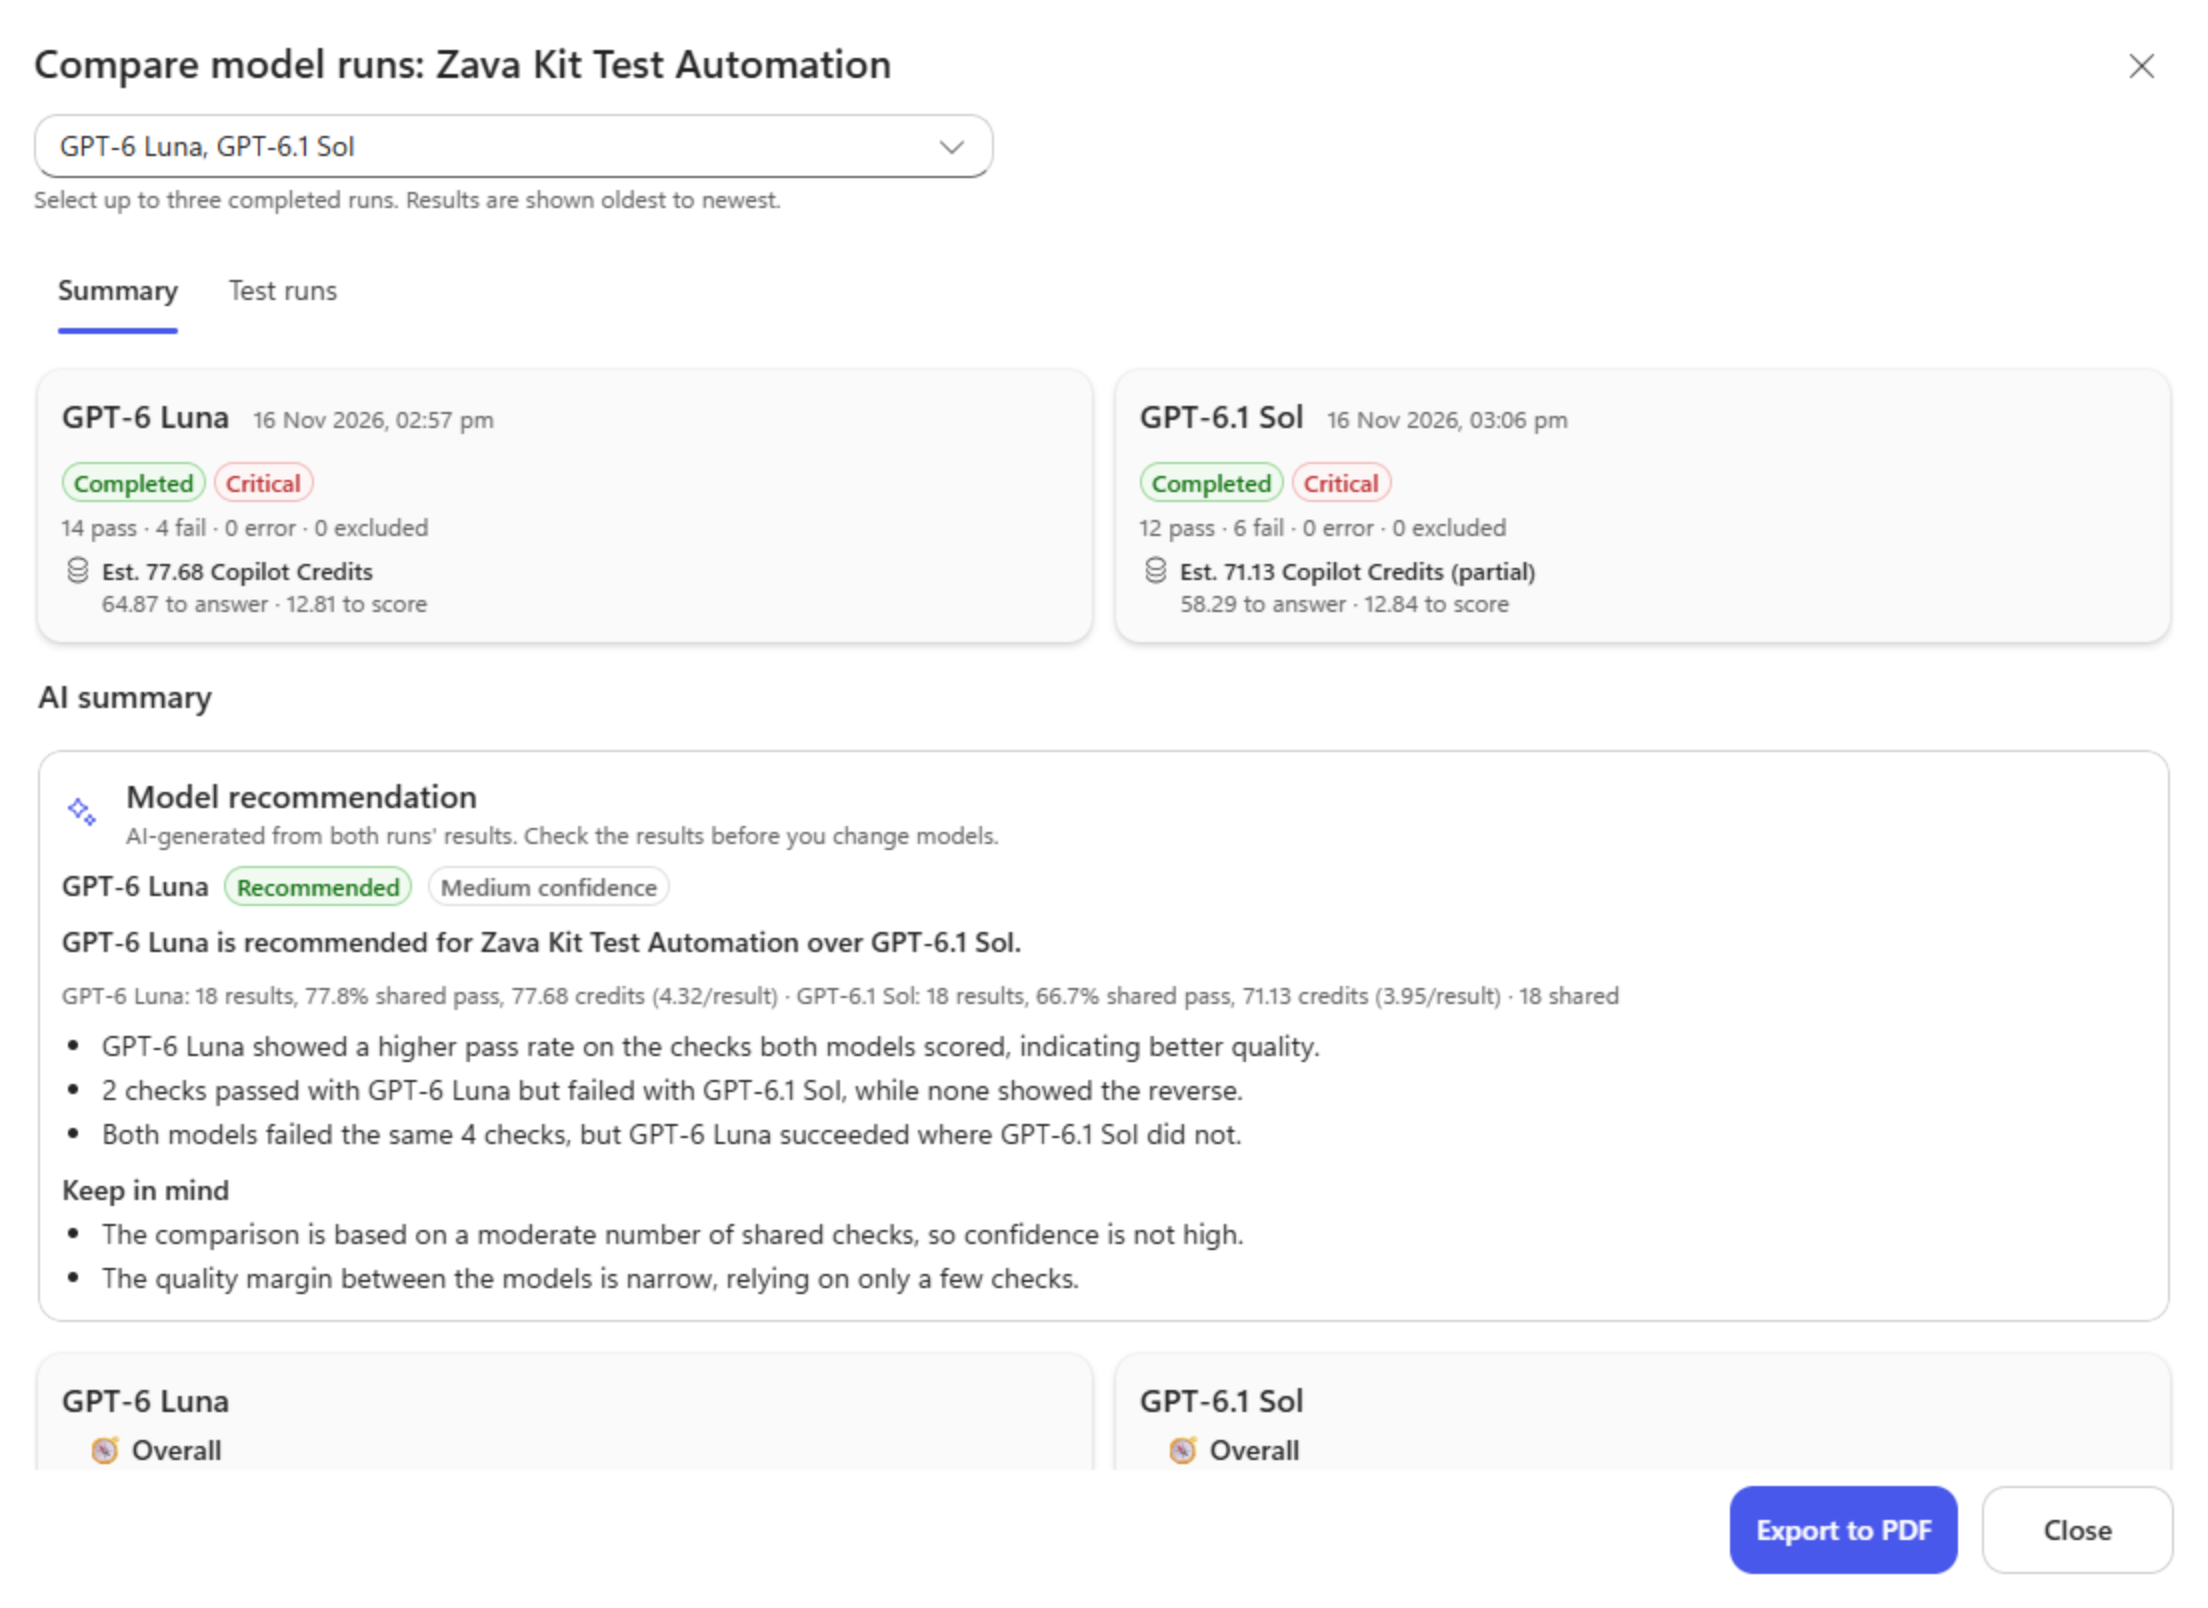 Compare model runs: Zava Kit Test Automation
GPT-6 Luna, GPT-6.1 Sol
Select up to three completed runs. Results are shown oldest to newest.
Summary
Test runs
GPT-6 Luna 16 Nov 2026, 02:57 pm
Completed Critical
14 pass · 4 fail · 0 error · 0 excluded
Est. 77.68 Copilot Credits
64.87 to answer · 12.81 to score
GPT-6.1 Sol 16 Nov 2026, 03:06 pm
Completed Critical
12 pass · 6 fail · 0 error · 0 excluded
Est. 71.13 Copilot Credits (partial)
58.29 to answer · 12.84 to score
AI summary
Model recommendation
AI-generated from both runs' results. Check the results before you change models.
GPT-6 Luna Recommended Medium confidence
GPT-6 Luna is recommended for Zava Kit Test Automation over GPT-6.1 Sol.
GPT-6 Luna: 18 results, 77.8% shared pass, 77.68 credits (4.32/result) · GPT-6.1 Sol: 18 results, 66.7% shared pass, 71.13 credits (3.95/result) · 18 shared
• GPT-6 Luna showed a higher pass rate on the checks both models scored, indicating better quality.
• 2 checks passed with GPT-6 Luna but failed with GPT-6.1 Sol, while none showed the reverse.
• Both models failed the same 4 checks, but GPT-6 Luna succeeded where GPT-6.1 Sol did not.
Keep in mind
• The comparison is based on a moderate number of shared checks, so confidence is not high.
• The quality margin between the models is narrow, relying on only a few checks.
GPT-6 Luna
Overall
GPT-6.1 Sol
Overall
Export to PDF
Close